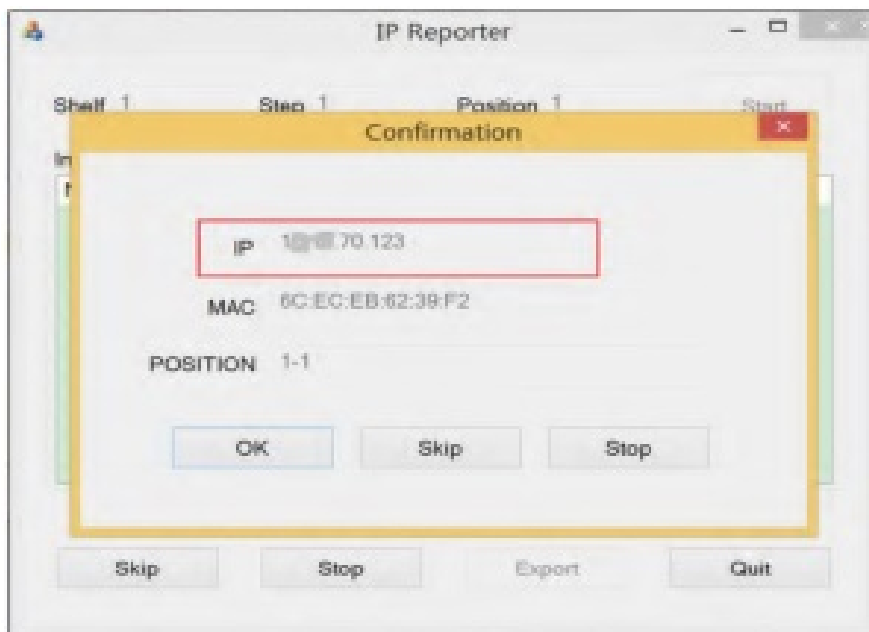 IP Reporter
Shelf 1 Step 1 Position 1 Start
Confirmation
IP .70.123
MAC 6C:EC:EB:62:39:F2
POSITION 1-1
OK Skip Stop
Skip Stop Export Quit